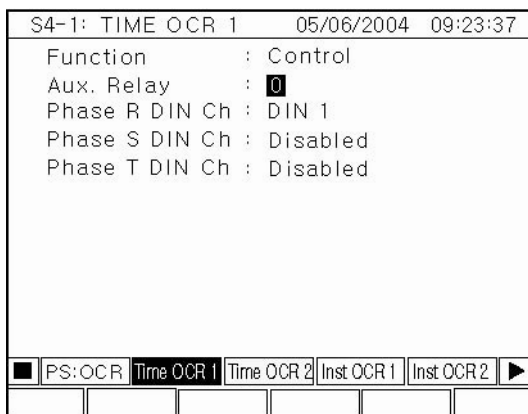 S4-1: TIME OCR 1 05/06/2004 09:23:37
Function : Control
Aux. Relay : 0
Phase R DIN Ch : DIN 1
Phase S DIN Ch : Disabled
Phase T DIN Ch : Disabled
PS:OCR Time OCR 1 Time OCR 2 Inst OCR 1 Inst OCR 2